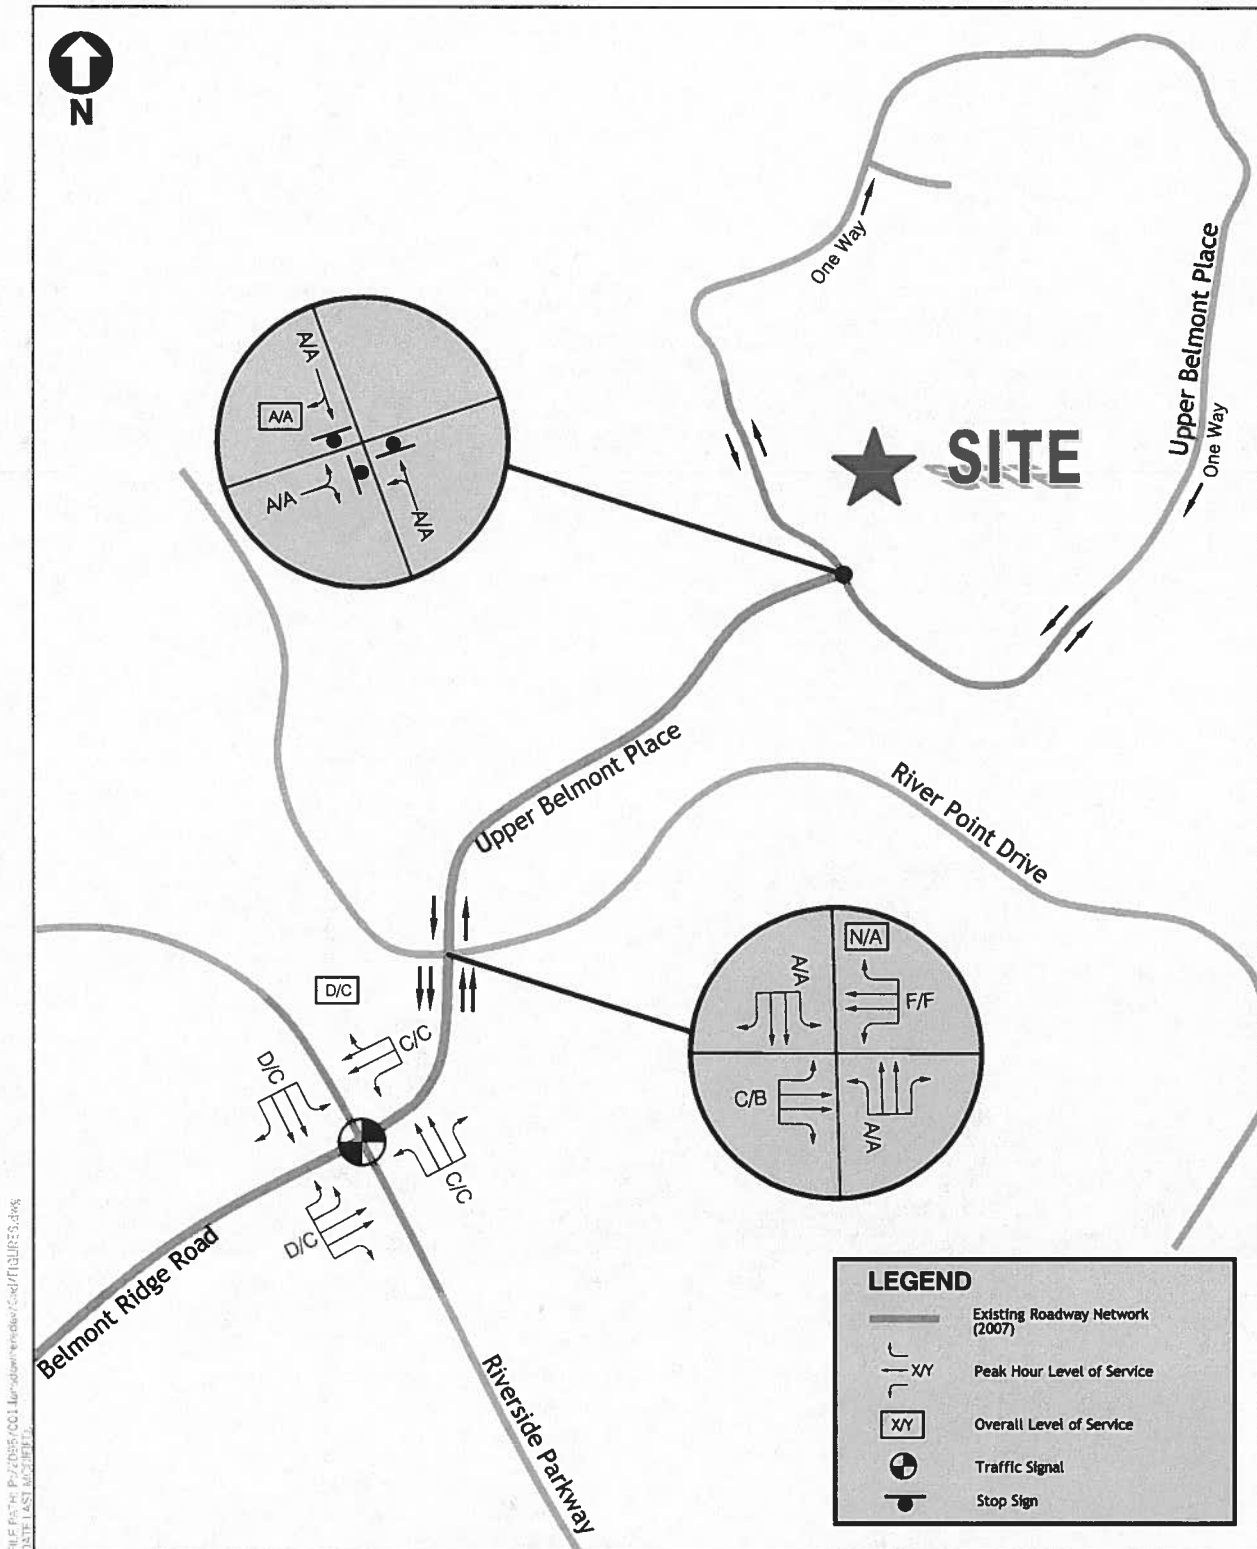 N
One Way
Upper Belmont Place
One Way
A/A
A/A
A/A
A/A
SITE
Upper Belmont Place
River Point Drive
N/A
A/A
F/F
C/B
A/A
D/C
C/C
D/C
C/C
D/C
Belmont Ridge Road
Riverside Parkway
LEGEND
Existing Roadway Network
(2007)
X/Y Peak Hour Level of Service
X/Y Overall Level of Service
Traffic Signal
Stop Sign